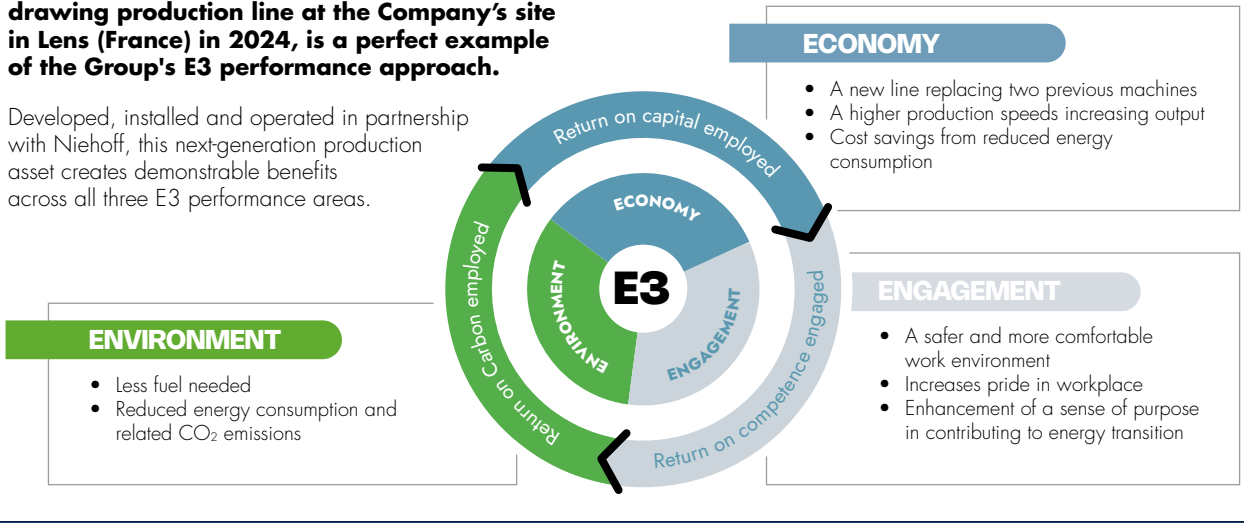 drawing production line at the Company’s site
in Lens (France) in 2024, is a perfect example
of the Group's E3 performance approach.
Developed, installed and operated in partnership
with Niehoff, this next-generation production
asset creates demonstrable benefits
across all three E3 performance areas.
ECONOMY
• A new line replacing two previous machines
• A higher production speeds increasing output
• Cost savings from reduced energy
consumption
Return on capital employed
Return on Carbon employed
Return on competence engaged
ECONOMY
ENVIRONMENT
ENGAGEMENT
E3
ENGAGEMENT
• A safer and more comfortable
work environment
• Increases pride in workplace
• Enhancement of a sense of purpose
in contributing to energy transition
ENVIRONMENT
• Less fuel needed
• Reduced energy consumption and
related CO₂ emissions